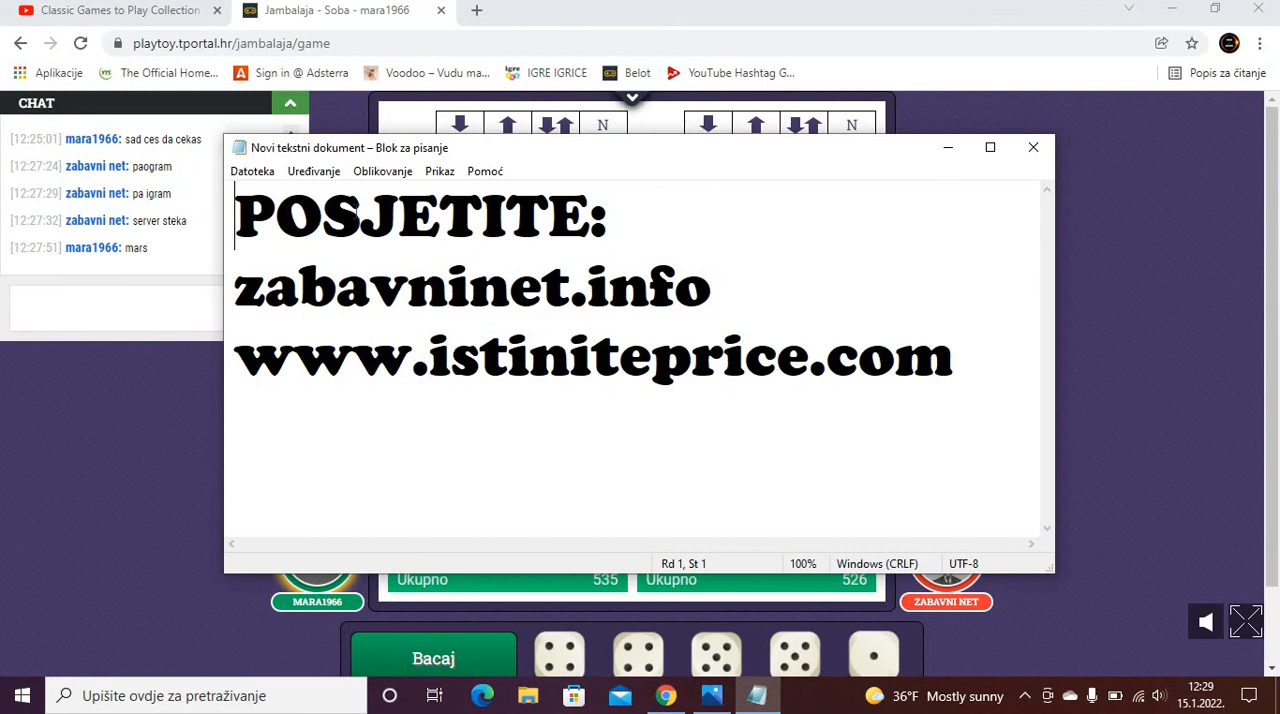 Classic Games to Play Collection
Jambalaja - Soba - mara1966
playtoy.tportal.hr/jambalaja/game
Aplikacije
The Official Home...
Sign in @ Adsterra
Voodoo – Vudu ma...
IGRE IGRICE
Belot
YouTube Hashtag G...
Popis za čitanje
CHAT
[12:25:01] mara1966: sad ces da cekas
[12:27:24] zabavni net: paogram
[12:27:29] zabavni net: pa igram
[12:27:32] zabavni net: server steka
[12:27:51] mara1966: mars
N
N
Novi tekstni dokument – Blok za pisanje
Datoteka Uređivanje Oblikovanje Prikaz Pomoć
POSJETITE:
zabavninet.info
www.istiniteprice.com
Rd 1, St 1 100% Windows (CRLF) UTF-8
Ukupno 535 Ukupno 526
MARA1966
ZABAVNI NET
Bacaj
Upišite ovdje za pretraživanje
36°F Mostly sunny
12:29
15.1.2022.